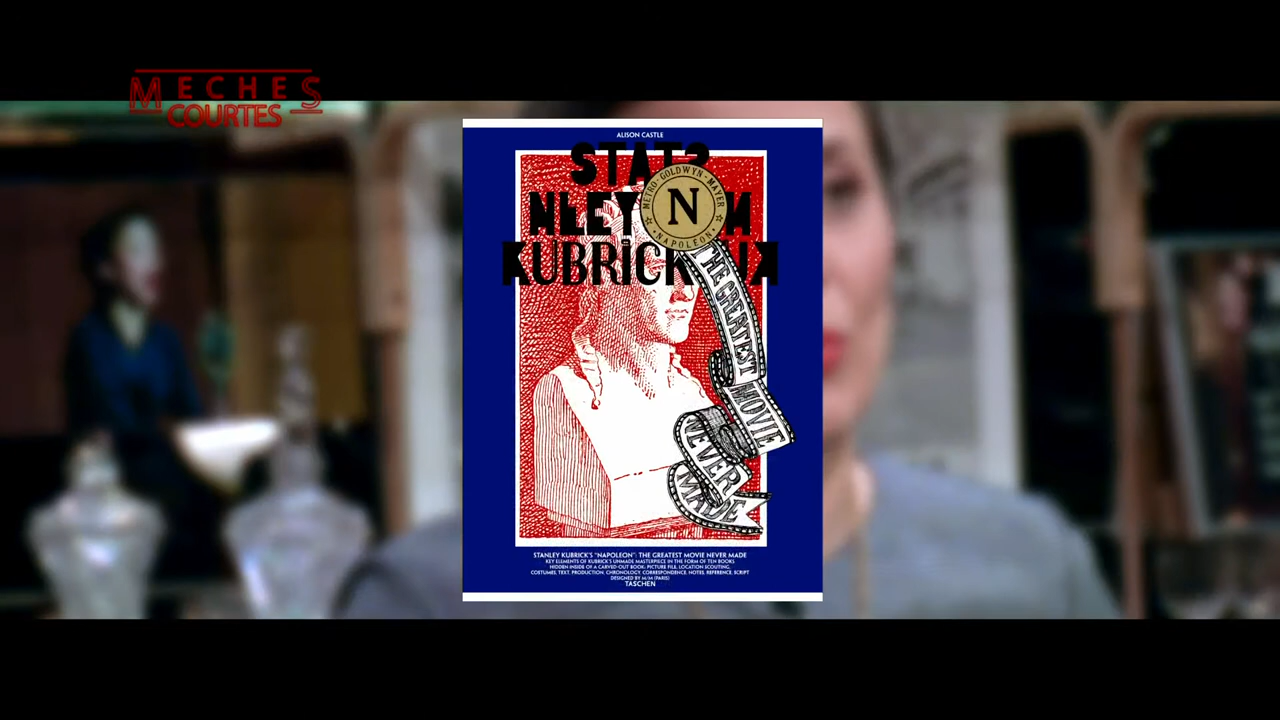 MECHES
COURTES
ALISON CASTLE
STA
NLEY
KUBRICK
METRO-GOLDWYN-MAYER
N
NAPOLEON
THE GREATEST MOVIE
NEVER
MADE
STANLEY KUBRICK'S "NAPOLEON": THE GREATEST MOVIE NEVER MADE
KEY ELEMENTS OF KUBRICK'S UNMADE MASTERPIECE IN THE FORM OF TEN BOOKS
HIDDEN INSIDE OF A CARVED-OUT BOOK: PICTURE FILE, LOCATION SCOUTING,
COSTUMES, TEXT, PRODUCTION, CHRONOLOGY, CORRESPONDENCE, NOTES, REFERENCE, SCRIPT
DESIGNED BY M/M (PARIS)
TASCHEN